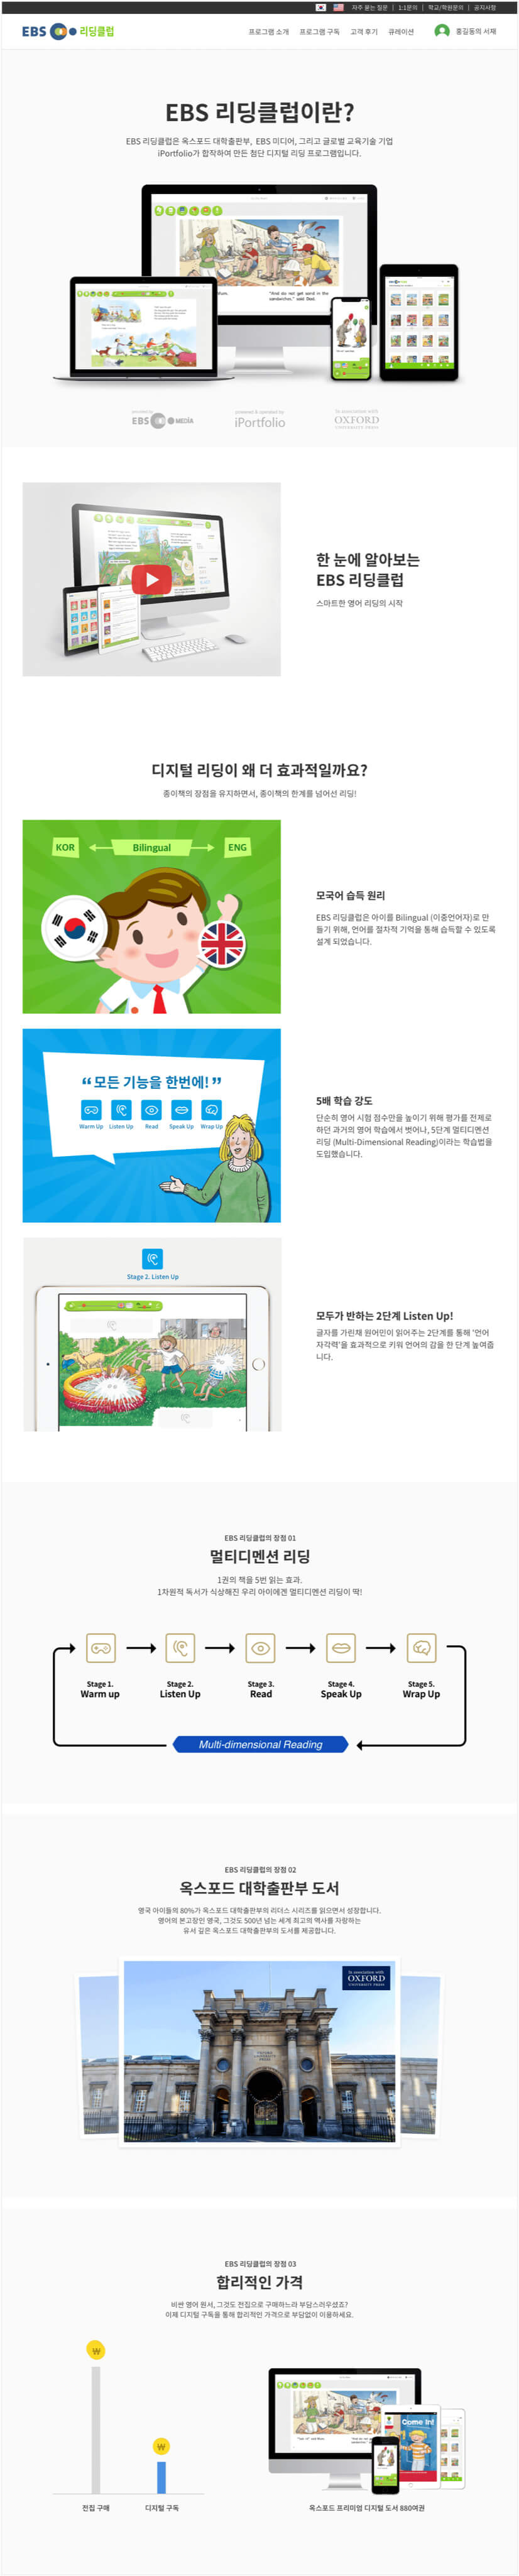 자주 묻는 질문 | 1:1문의 | 학교/학원문의 | 공지사항
EBS 리딩클럽
프로그램 소개 프로그램 구독 고객 후기 큐레이션 홍길동의 서재
EBS 리딩클럽이란?
EBS 리딩클럽은 옥스포드 대학출판부, EBS 미디어, 그리고 글로벌 교육기술 기업
iPortfolio가 합작하여 만든 첨단 디지털 리딩 프로그램입니다.
"And do not get sand in the
sandwiches." said Dad.
provided by
EBS MEDIA
powered & operated by
iPortfolio
In association with
OXFORD
UNIVERSITY PRESS
한 눈에 알아보는
EBS 리딩클럽
스마트한 영어 리딩의 시작
디지털 리딩이 왜 더 효과적일까요?
종이책의 장점을 유지하면서, 종이책의 한계를 넘어선 리딩!
KOR Bilingual ENG
모국어 습득 원리
EBS 리딩클럽은 아이를 Bilingual (이중언어자)로 만
들기 위해, 언어를 절차적 기억을 통해 습득할 수 있도록
설계 되었습니다.
“ 모든 기능을 한번에! ”
Warm Up Listen Up Read Speak Up Wrap Up
5배 학습 강도
단순히 영어 시험 점수만을 높이기 위해 평가를 전제로
하던 과거의 영어 학습에서 벗어나, 5단계 멀티디멘션
리딩 (Multi-Dimensional Reading)이라는 학습법을
도입했습니다.
Stage 2. Listen Up
모두가 반하는 2단계 Listen Up!
글자를 가린채 원어민이 읽어주는 2단계를 통해 '언어
자각력'을 효과적으로 키워 언어의 감을 한 단계 높여줍
니다.
EBS 리딩클럽의 장점 01
멀티디멘션 리딩
1권의 책을 5번 읽는 효과.
1차원적 독서가 식상해진 우리 아이에겐 멀티디멘션 리딩이 딱!
Stage 1. Stage 2. Stage 3. Stage 4. Stage 5.
Warm up Listen Up Read Speak Up Wrap Up
Multi-dimensional Reading
EBS 리딩클럽의 장점 02
옥스포드 대학출판부 도서
영국 아이들의 80%가 옥스포드 대학출판부의 리더스 시리즈를 읽으면서 성장합니다.
영어의 본고장인 영국, 그것도 500년 넘는 세계 최고의 역사를 자랑하는
유서 깊은 옥스포드 대학출판부의 도서를 제공합니다.
In association with
OXFORD
UNIVERSITY PRESS
EBS 리딩클럽의 장점 03
합리적인 가격
비싼 영어 원서, 그것도 전집으로 구매하느라 부담스러우셨죠?
이제 디지털 구독을 통해 합리적인 가격으로 부담없이 이용하세요.
₩
₩
Come In!
전집 구매 디지털 구독
옥스포드 프리미엄 디지털 도서 880여권